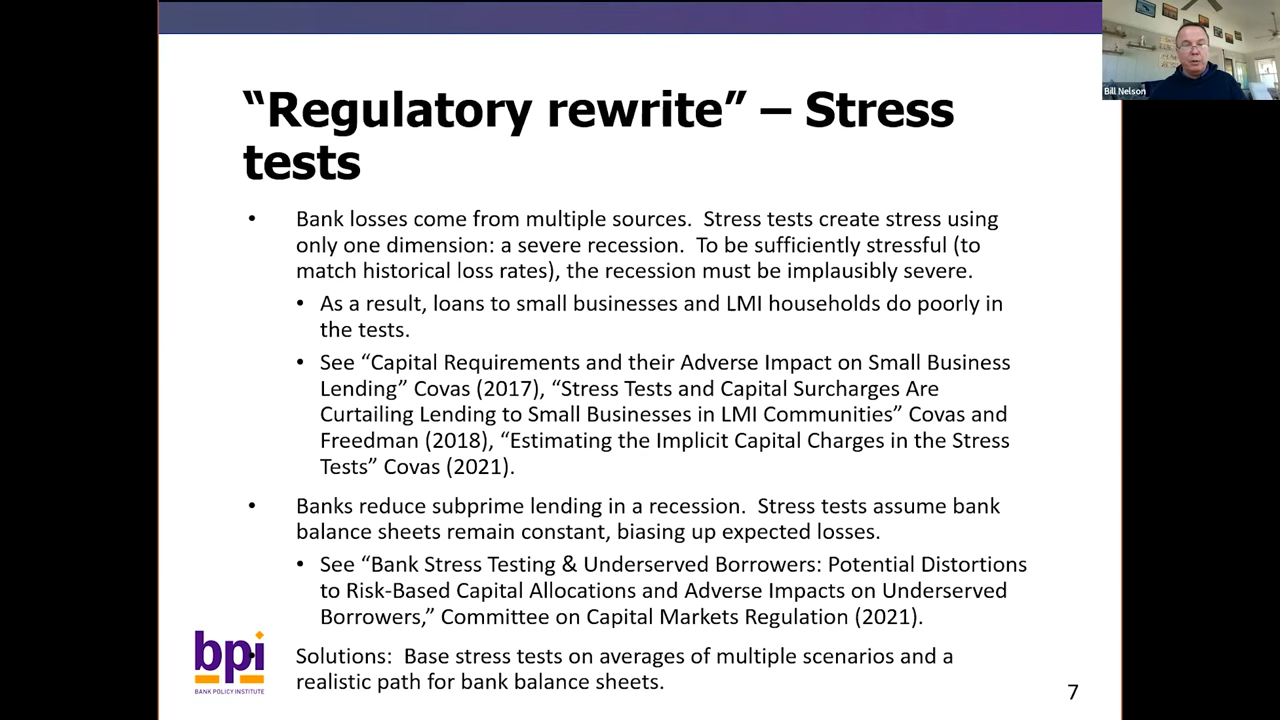 “Regulatory rewrite” – Stress
tests
• Bank losses come from multiple sources. Stress tests create stress using
only one dimension: a severe recession. To be sufficiently stressful (to
match historical loss rates), the recession must be implausibly severe.
• As a result, loans to small businesses and LMI households do poorly in
the tests.
• See “Capital Requirements and their Adverse Impact on Small Business
Lending” Covas (2017), “Stress Tests and Capital Surcharges Are
Curtailing Lending to Small Businesses in LMI Communities” Covas and
Freedman (2018), “Estimating the Implicit Capital Charges in the Stress
Tests” Covas (2021).
• Banks reduce subprime lending in a recession. Stress tests assume bank
balance sheets remain constant, biasing up expected losses.
• See “Bank Stress Testing & Underserved Borrowers: Potential Distortions
to Risk-Based Capital Allocations and Adverse Impacts on Underserved
Borrowers,” Committee on Capital Markets Regulation (2021).
• Solutions: Base stress tests on averages of multiple scenarios and a
realistic path for bank balance sheets.
bpi
BANK POLICY INSTITUTE
7
Bill Nelson